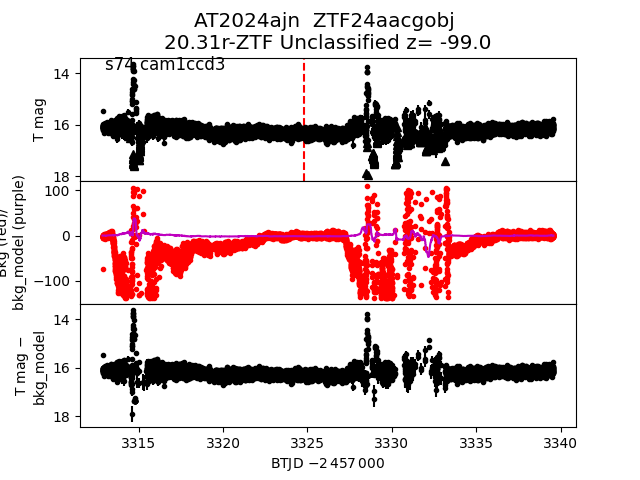 AT2024ajn  ZTF24aacgobj
20.31r-ZTF Unclassified z= -99.0
s74 cam1ccd3
T mag
14
16
18
Bkg (red)/
bkg_model (purple)
100
0
−100
T mag −
bkg_model
14
16
18
3315
3320
3325
3330
3335
3340
BTJD −2 457 000